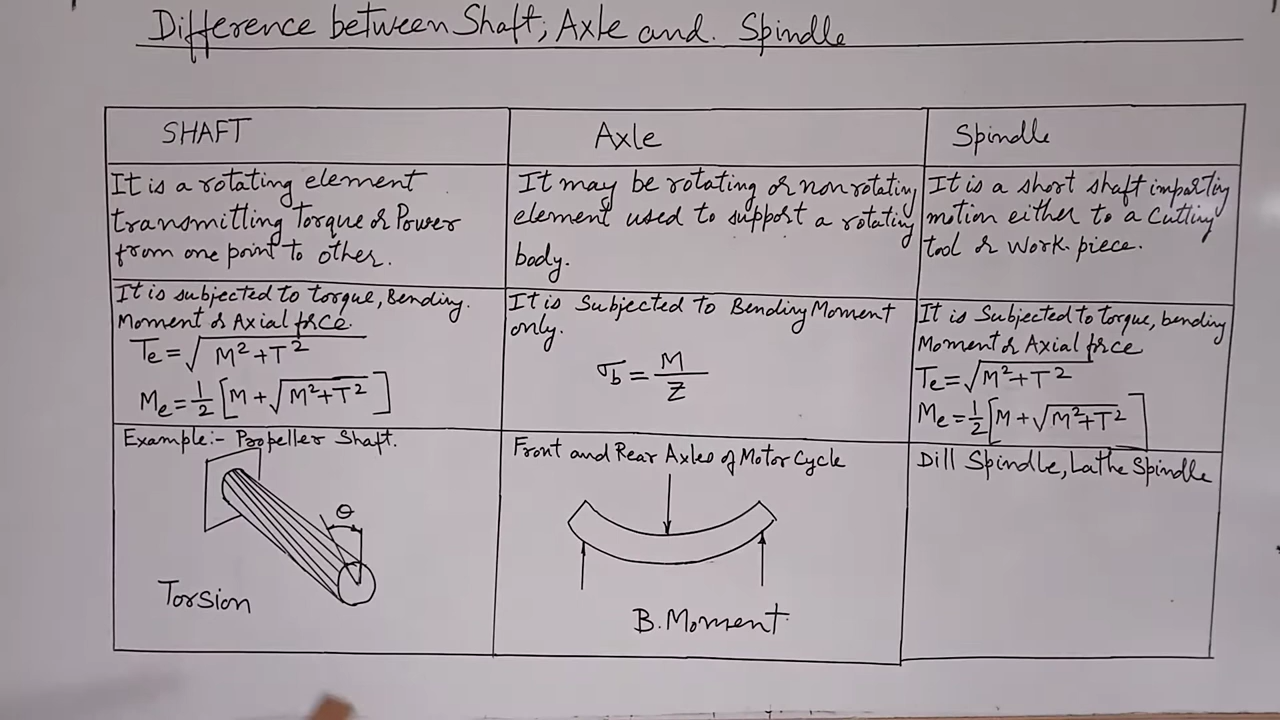 Difference between Shaft, Axle and. Spindle
SHAFT
Axle
Spindle
It is a rotating element
transmitting Torque or Power
from one point to other.
It may be rotating or nonrotating
element used to support a rotating
body.
It is a short shaft imparting
motion either to a Cutting
tool or work-piece.
It is subjected to torque, Bending.
Moment & Axial force.
Te = √M²+T²
Me = 1/2 [M + √M²+T²]
It is Subjected to Bending Moment
only.
σb = M/Z
It is Subjected to torque, bending
Moment & Axial force
Te = √M²+T²
Me = 1/2 [M + √M²+T²]
Example:- Propeller Shaft.
θ
Torsion
Front and Rear Axles of Motor Cycle
B. Moment
Dill Spindle, Lathe Spindle